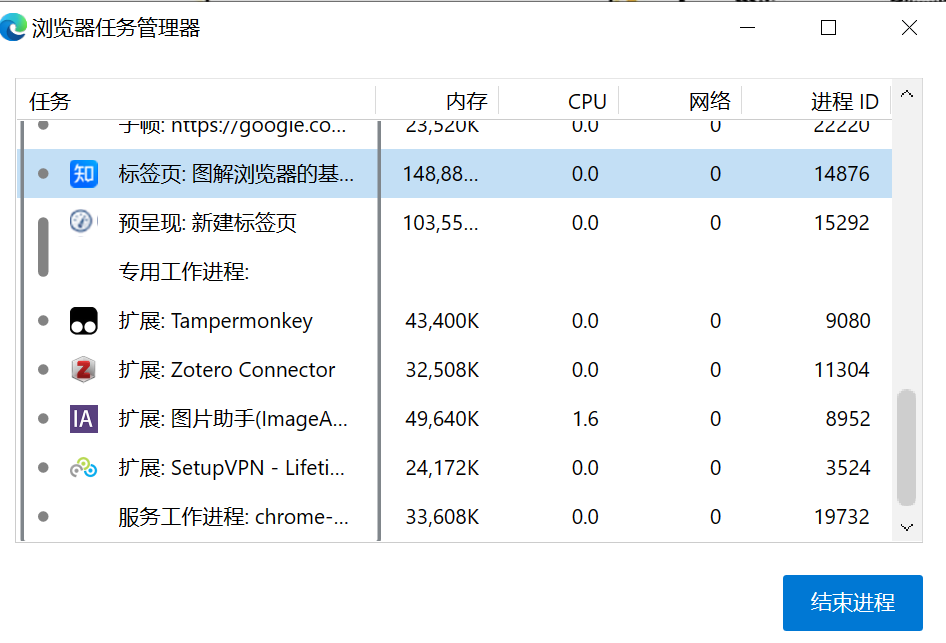 浏览器任务管理器
任务 内存 CPU 网络 进程 ID
子帧: https://google.co... 23,520K 0.0 0 22220
知 标签页: 图解浏览器的基... 148,88... 0.0 0 14876
预呈现: 新建标签页 103,55... 0.0 0 15292
专用工作进程:
扩展: Tampermonkey 43,400K 0.0 0 9080
Z 扩展: Zotero Connector 32,508K 0.0 0 11304
IA 扩展: 图片助手(ImageA... 49,640K 1.6 0 8952
扩展: SetupVPN - Lifeti... 24,172K 0.0 0 3524
服务工作进程: chrome-... 33,608K 0.0 0 19732
结束进程